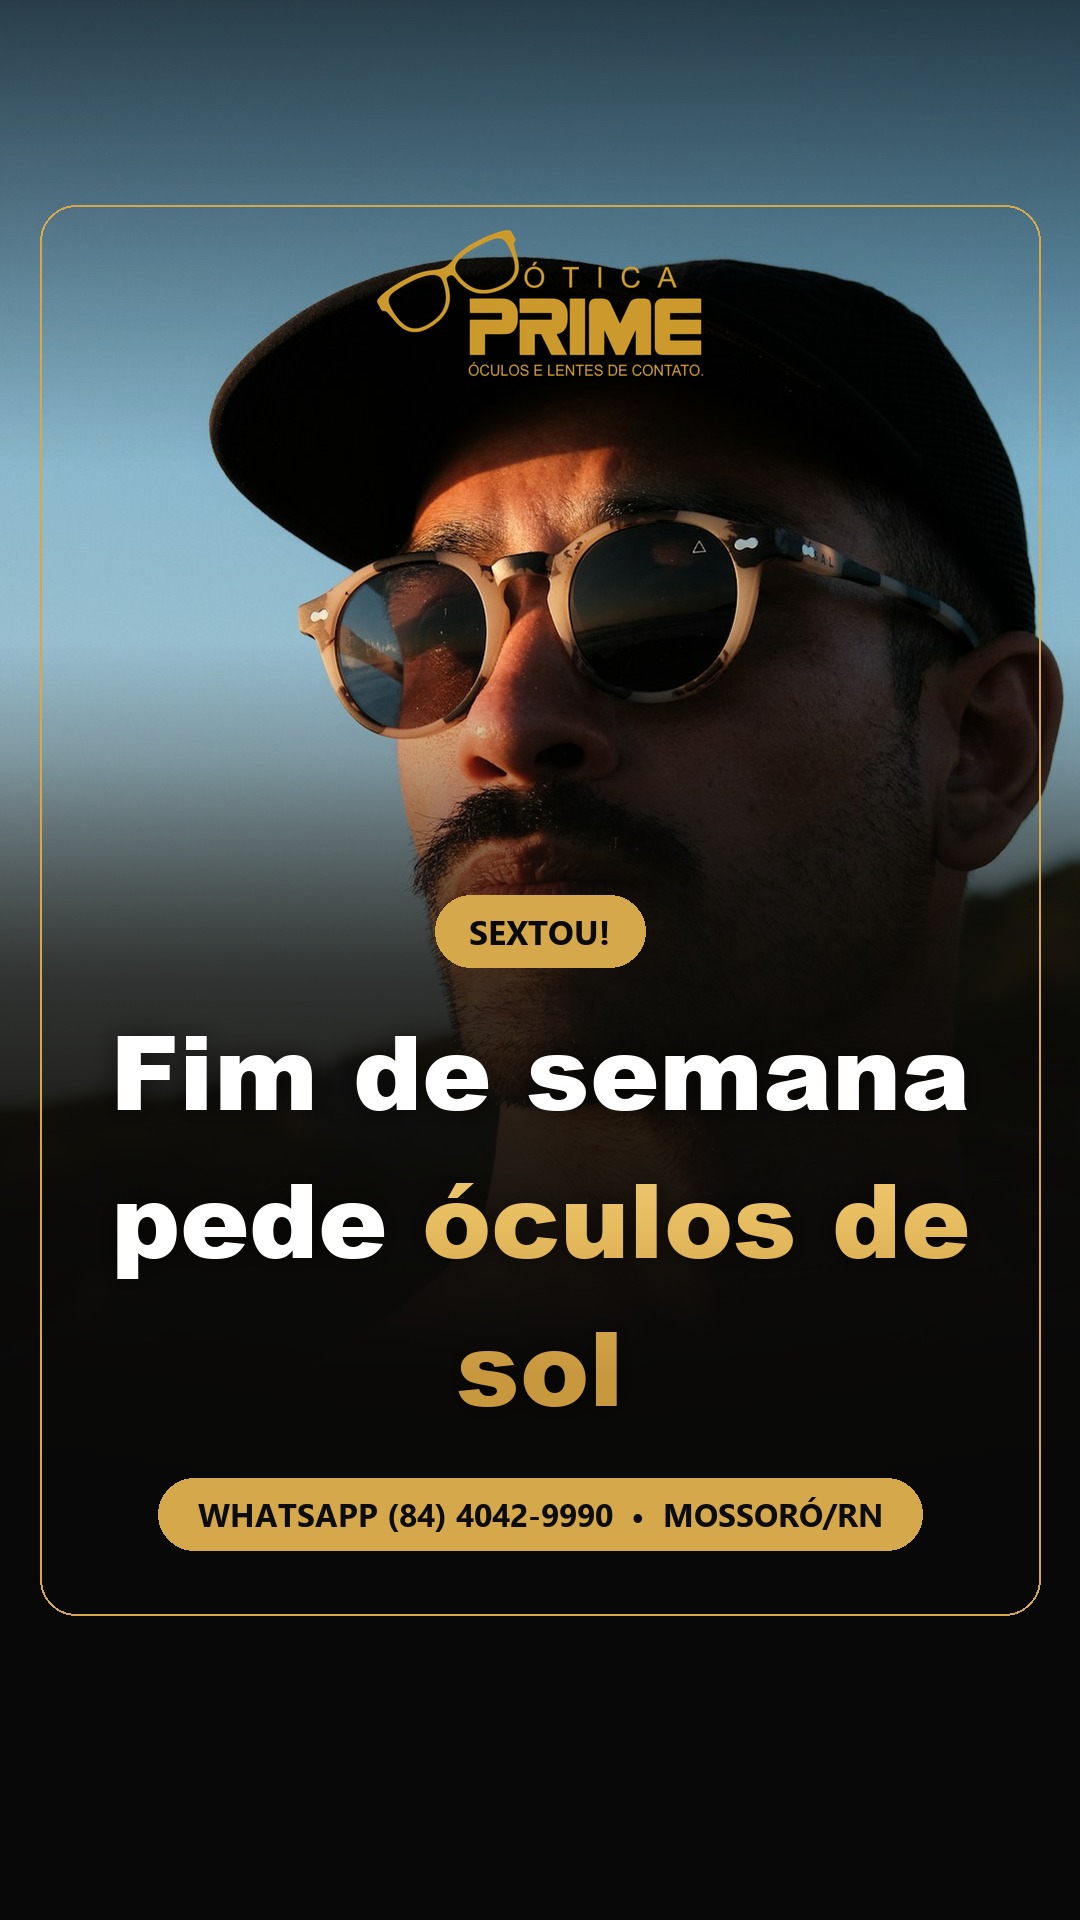 ÓTICA
PRIME
ÓCULOS E LENTES DE CONTATO.
SEXTOU!
Fim de semana
pede óculos de
sol
WHATSAPP (84) 4042-9990 • MOSSORÓ/RN